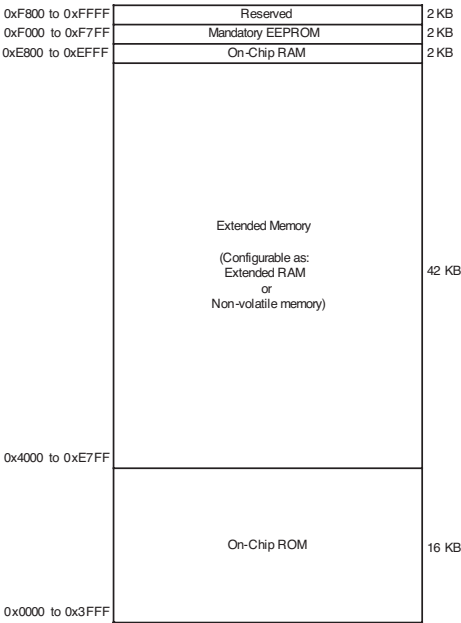 0xF800 to 0xFFFF Reserved 2 KB
0xF000 to 0xF7FF Mandatory EEPROM 2 KB
0xE800 to 0xEFFF On-Chip RAM 2 KB
Extended Memory
(Configurable as:
Extended RAM
or
Non-volatile memory)
42 KB
0x4000 to 0xE7FF
On-Chip ROM 16 KB
0x0000 to 0x3FFF